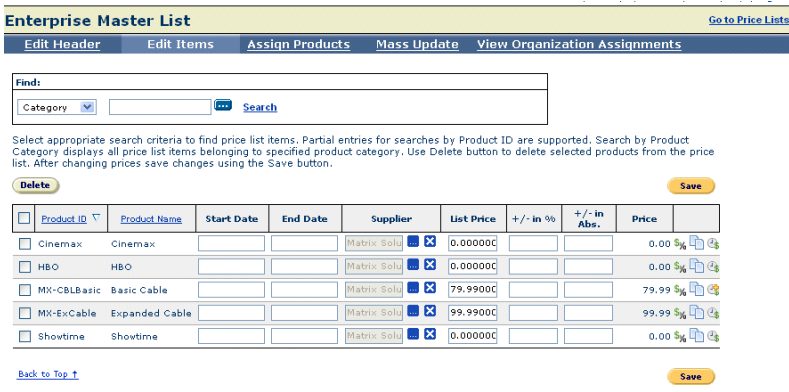 Enterprise Master List
Go to Price Lists
Edit Header Edit Items Assign Products Mass Update View Organization Assignments
Find:
Category ... Search
Select appropriate search criteria to find price list items. Partial entries for searches by Product ID are supported. Search by Product
Category displays all price list items belonging to specified product category. Use Delete button to delete selected products from the price
list. After changing prices save changes using the Save button.
Delete Save
Product ID Product Name Start Date End Date Supplier List Price +/- in % +/- in Abs. Price
Cinemax Cinemax Matrix Solu ... 0.00000C 0.00
HBO HBO Matrix Solu ... 0.00000C 0.00
MX-CBLBasic Basic Cable Matrix Solu ... 79.9900C 79.99
MX-ExCable Expanded Cable Matrix Solu ... 99.9900C 99.99
Showtime Showtime Matrix Solu ... 0.00000C 0.00
Back to Top ↑ Save